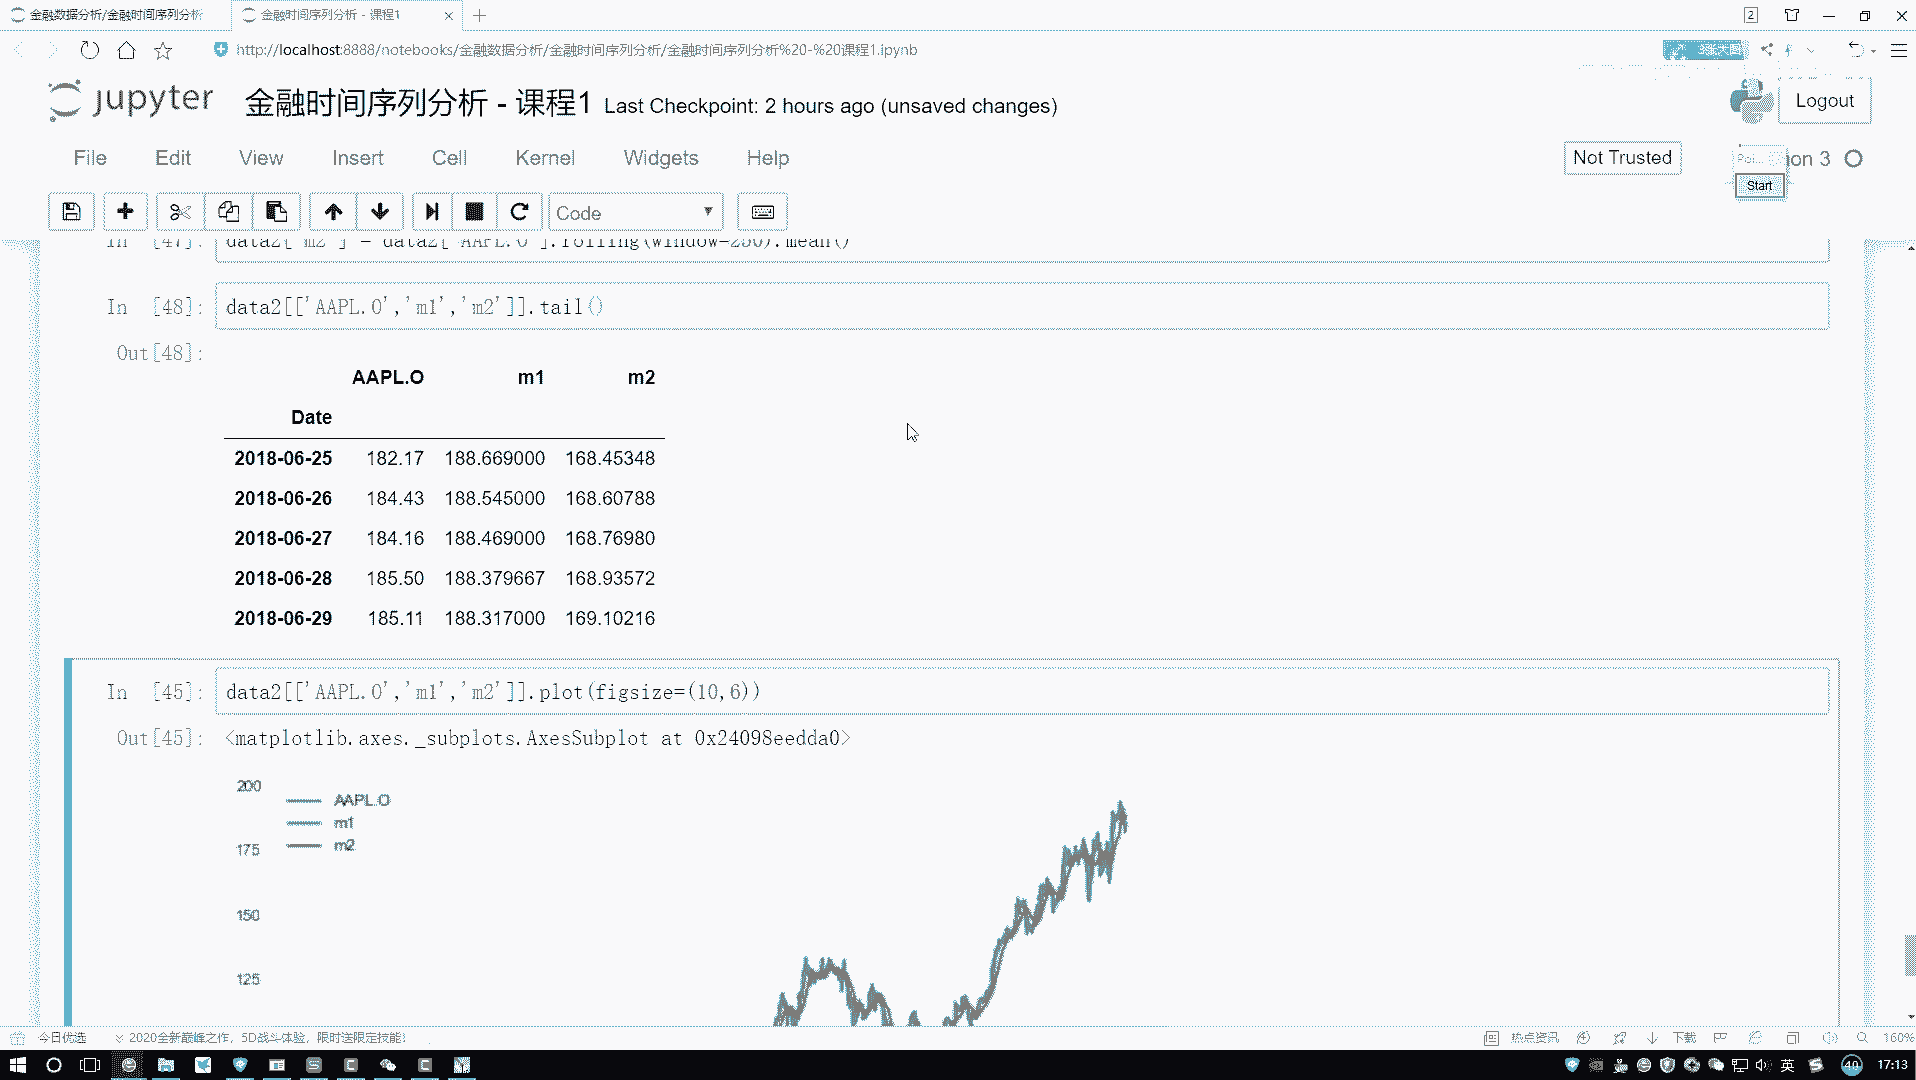 金融数据分析/金融时间序列分析
金融时间序列分析 - 课程1
2
http://localhost:8888/notebooks/金融数据分析/金融时间序列分析/金融时间序列分析%20-%20课程1.ipynb
3张大图
jupyter 金融时间序列分析 - 课程1 Last Checkpoint: 2 hours ago (unsaved changes)
Logout
File Edit View Insert Cell Kernel Widgets Help
Not Trusted
ion 3
Start
Code
In [47]: data2['m2'] = data2['AAPL.O'].rolling(window=250).mean()
In [48]: data2[['AAPL.O','m1','m2']].tail()
Out[48]:
AAPL.O m1 m2
Date
2018-06-25 182.17 188.669000 168.45348
2018-06-26 184.43 188.545000 168.60788
2018-06-27 184.16 188.469000 168.76980
2018-06-28 185.50 188.379667 168.93572
2018-06-29 185.11 188.317000 169.10216
In [45]: data2[['AAPL.O','m1','m2']].plot(figsize=(10,6))
Out[45]: <matplotlib.axes._subplots.AxesSubplot at 0x24098eedda0>
200
AAPL.O
m1
m2
175
150
125
今日优选
2020全新巅峰之作，5D战斗体验，限时送限定技能！
热点资讯
下载
160%
英
40
17:13